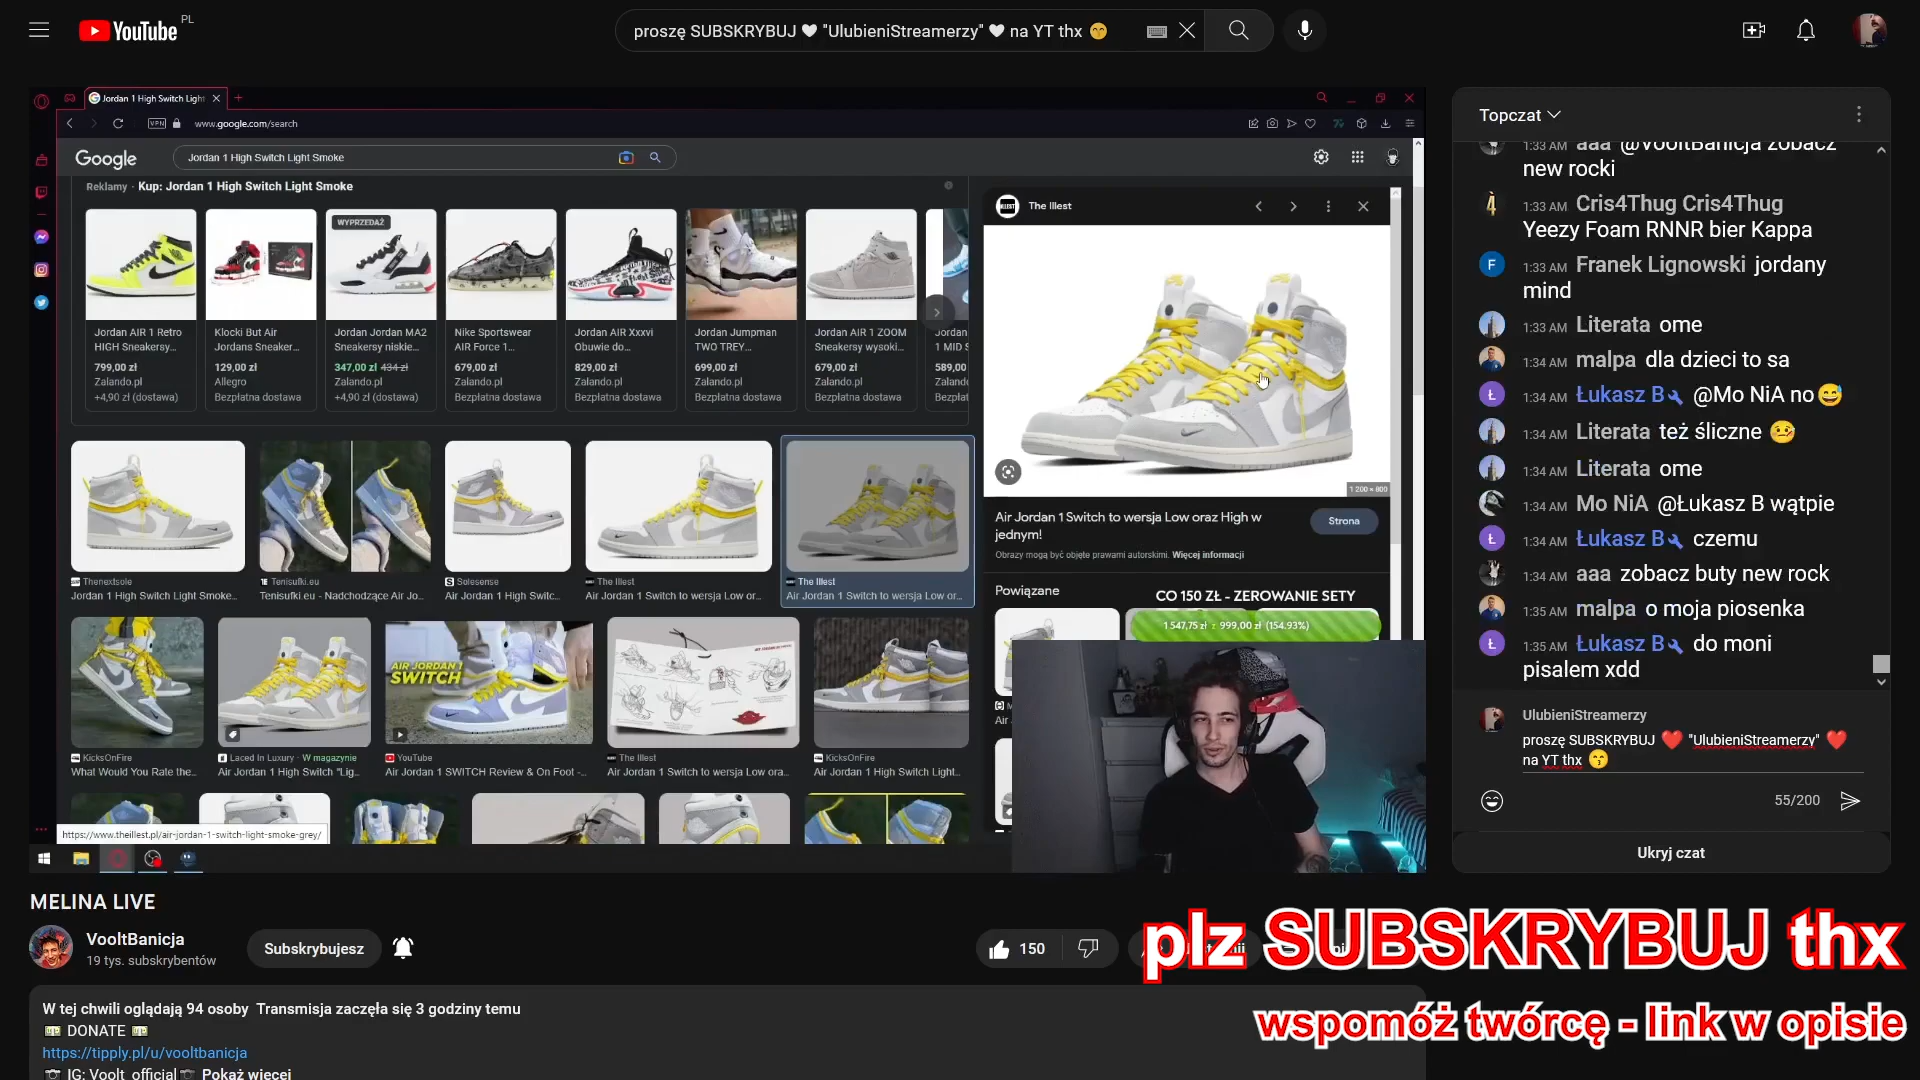 YouTube PL
proszę SUBSKRYBUJ 🤍 "UlubieniStreamerzy" 🤍 na YT thx 😙
Jordan 1 High Switch Light
VPN
www.google.com/search
Google
Jordan 1 High Switch Light Smoke
Reklamy · Kup: Jordan 1 High Switch Light Smoke
WYPRZEDAŻ
Jordan AIR 1 Retro HIGH Sneakersy...
799,00 zł
Zalando.pl
+4,90 zł (dostawa)
Klocki But Air Jordans Sneaker...
129,00 zł
Allegro
Bezpłatna dostawa
Jordan Jordan MA2 Sneakersy niskie...
347,00 zł 434 zł
Zalando.pl
+4,90 zł (dostawa)
Nike Sportswear AIR Force 1...
679,00 zł
Zalando.pl
Bezpłatna dostawa
Jordan AIR Xxxvi Obuwie do...
829,00 zł
Zalando.pl
Bezpłatna dostawa
Jordan Jumpman TWO TREY...
699,00 zł
Zalando.pl
Bezpłatna dostawa
Jordan AIR 1 ZOOM Sneakersy wysoki...
679,00 zł
Zalando.pl
Bezpłatna dostawa
Jordan
1 MID S
589,00
Zalando
Bezpła
Thenextsole
Jordan 1 High Switch Light Smoke...
Tenisufki.eu
Tenisufki.eu - Nadchodzące Air Jo...
Solesense
Air Jordan 1 High Switc...
The Illest
Air Jordan 1 Switch to wersja Low or...
The Illest
Air Jordan 1 Switch to wersja Low or...
KicksOnFire
What Would You Rate the...
Laced In Luxury · W magazynie
Air Jordan 1 High Switch "Lig...
AIR JORDAN 1
SWITCH
YouTube
Air Jordan 1 SWITCH Review & On Foot -...
The Illest
Air Jordan 1 Switch to wersja Low ora...
KicksOnFire
Air Jordan 1 High Switch Light...
https://www.theillest.pl/air-jordan-1-switch-light-smoke-grey/
The Illest
1 200 × 800
Air Jordan 1 Switch to wersja Low oraz High w
jednym!
Strona
Obrazy mogą być objęte prawami autorskimi. Więcej informacji
Powiązane
CO 150 ZŁ - ZEROWANIE SETY
1 547,75 zł z 999,00 zł (154.93%)
Topczat
1:33 AM aaa @VooltBanicja zobacz
new rocki
1:33 AM Cris4Thug Cris4Thug
Yeezy Foam RNNR bier Kappa
1:33 AM Franek Lignowski jordany
mind
1:33 AM Literata ome
1:34 AM malpa dla dzieci to sa
1:34 AM Łukasz B @Mo NiA no😅
1:34 AM Literata też śliczne 🤒
1:34 AM Literata ome
1:34 AM Mo NiA @Łukasz B wątpie
1:34 AM Łukasz B czemu
1:34 AM aaa zobacz buty new rock
1:35 AM malpa o moja piosenka
1:35 AM Łukasz B do moni
pisalem xdd
UlubieniStreamerzy
proszę SUBSKRYBUJ ❤️ "UlubieniStreamerzy" ❤️
na YT thx 😙
55/200
Ukryj czat
MELINA LIVE
VooltBanicja
19 tys. subskrybentów
Subskrybujesz
150
plz SUBSKRYBUJ thx
wspomóż twórcę - link w opisie
W tej chwili ogląda​ją 94 osoby Transmisja zaczęła się 3 godziny temu
💵 DONATE 💵
https://tipply.pl/u/vooltbanicja
📷 IG: Voolt_official 📷 Pokaż więcej